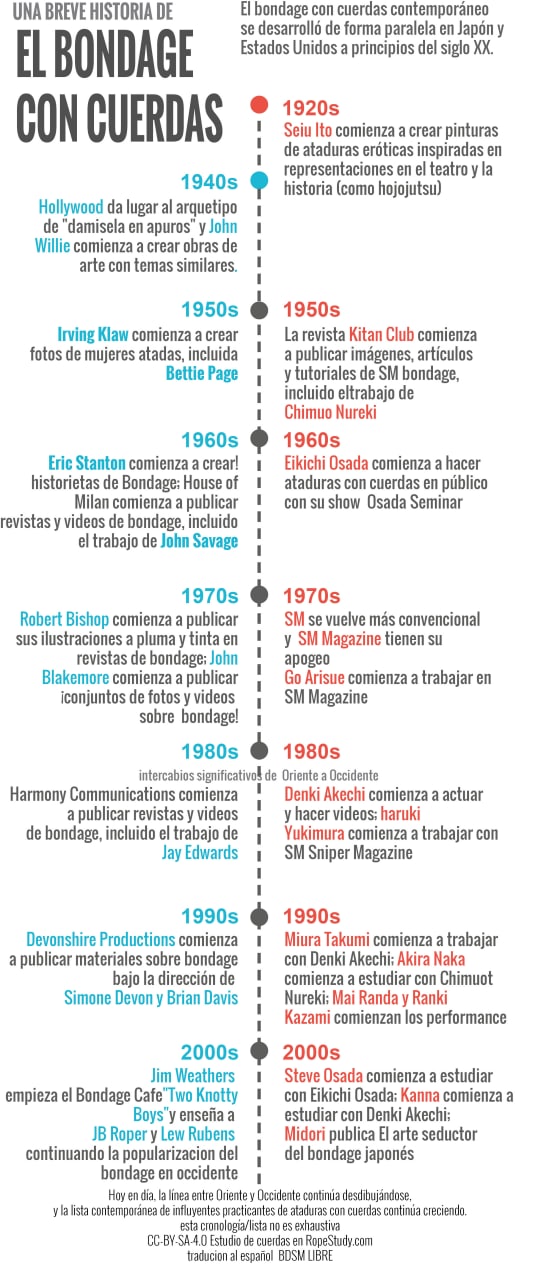 UNA BREVE HISTORIA DE
EL BONDAGE
CON CUERDAS
El bondage con cuerdas contemporáneo
se desarrolló de forma paralela en Japón y
Estados Unidos a principios del siglo XX.
1920s
Seiu Ito comienza a crear pinturas
de ataduras eróticas inspiradas en
representaciones en el teatro y la
historia (como hojojutsu)
1940s
Hollywood da lugar al arquetipo
de "damisela en apuros" y John
Willie comienza a crear obras de
arte con temas similares.
1950s
Irving Klaw comienza a crear
fotos de mujeres atadas, incluida
Bettie Page
1950s
La revista Kitan Club comienza
a publicar imágenes, artículos
y tutoriales de SM bondage,
incluido eltrabajo de
Chimuo Nureki
1960s
Eric Stanton comienza a crear!
historietas de Bondage; House of
Milan comienza a publicar
revistas y videos de bondage, incluido
el trabajo de John Savage
1960s
Eikichi Osada comienza a hacer
ataduras con cuerdas en público
con su show Osada Seminar
1970s
Robert Bishop comienza a publicar
sus ilustraciones a pluma y tinta en
revistas de bondage; John
Blakemore comienza a publicar
¡conjuntos de fotos y videos
sobre bondage!
1970s
SM se vuelve más convencional
y SM Magazine tienen su
apogeo
Go Arisue comienza a trabajar en
SM Magazine
1980s
1980s
intercabios significativos de Oriente a Occidente
Harmony Communications comienza
a publicar revistas y videos
de bondage, incluido el trabajo de
Jay Edwards
Denki Akechi comienza a actuar
y hacer videos; haruki
Yukimura comienza a trabajar con
SM Sniper Magazine
1990s
Devonshire Productions comienza
a publicar materiales sobre bondage
bajo la dirección de
Simone Devon y Brian Davis
1990s
Miura Takumi comienza a trabajar
con Denki Akechi; Akira Naka
comienza a estudiar con Chimuot
Nureki; Mai Randa y Ranki
Kazami comienzan los performance
2000s
Jim Weathers
empieza el Bondage Cafe"Two Knotty
Boys"y enseña a
JB Roper y Lew Rubens
continuando la popularizacion del
bondage en occidente
2000s
Steve Osada comienza a estudiar
con Eikichi Osada; Kanna comienza a
estudiar con Denki Akechi;
Midori publica El arte seductor
del bondage japonés
Hoy en día, la línea entre Oriente y Occidente continúa desdibujándose,
y la lista contemporánea de influyentes practicantes de ataduras con cuerdas continúa creciendo.
esta cronología/lista no es exhaustiva
CC-BY-SA-4.0 Estudio de cuerdas en RopeStudy.com
traducion al español BDSM LIBRE